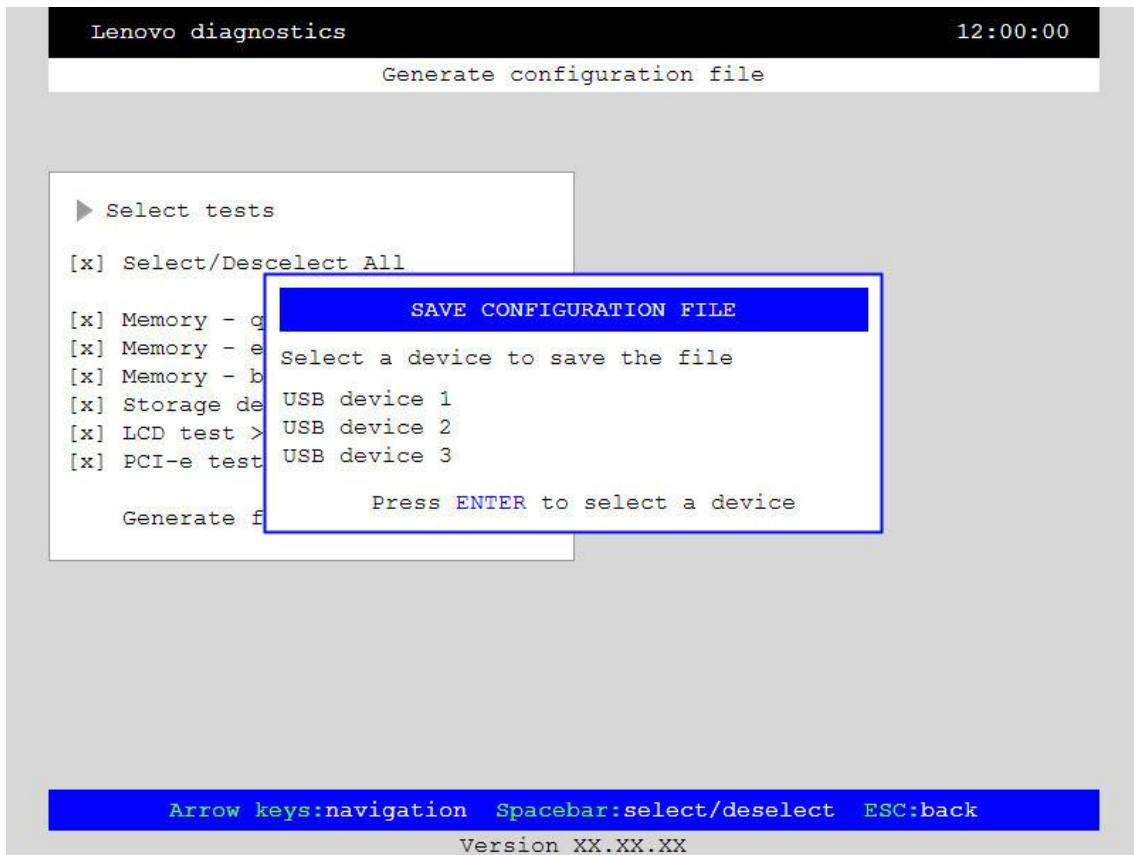 Lenovo diagnostics 12:00:00
Generate configuration file
Select tests
[x] Select/Descelect All
[x] Memory - q
[x] Memory - e
[x] Memory - b
[x] Storage de
[x] LCD test >
[x] PCI-e test
Generate f
SAVE CONFIGURATION FILE
Select a device to save the file
USB device 1
USB device 2
USB device 3
Press ENTER to select a device
Arrow keys:navigation Spacebar:select/deselect ESC:back
Version XX.XX.XX